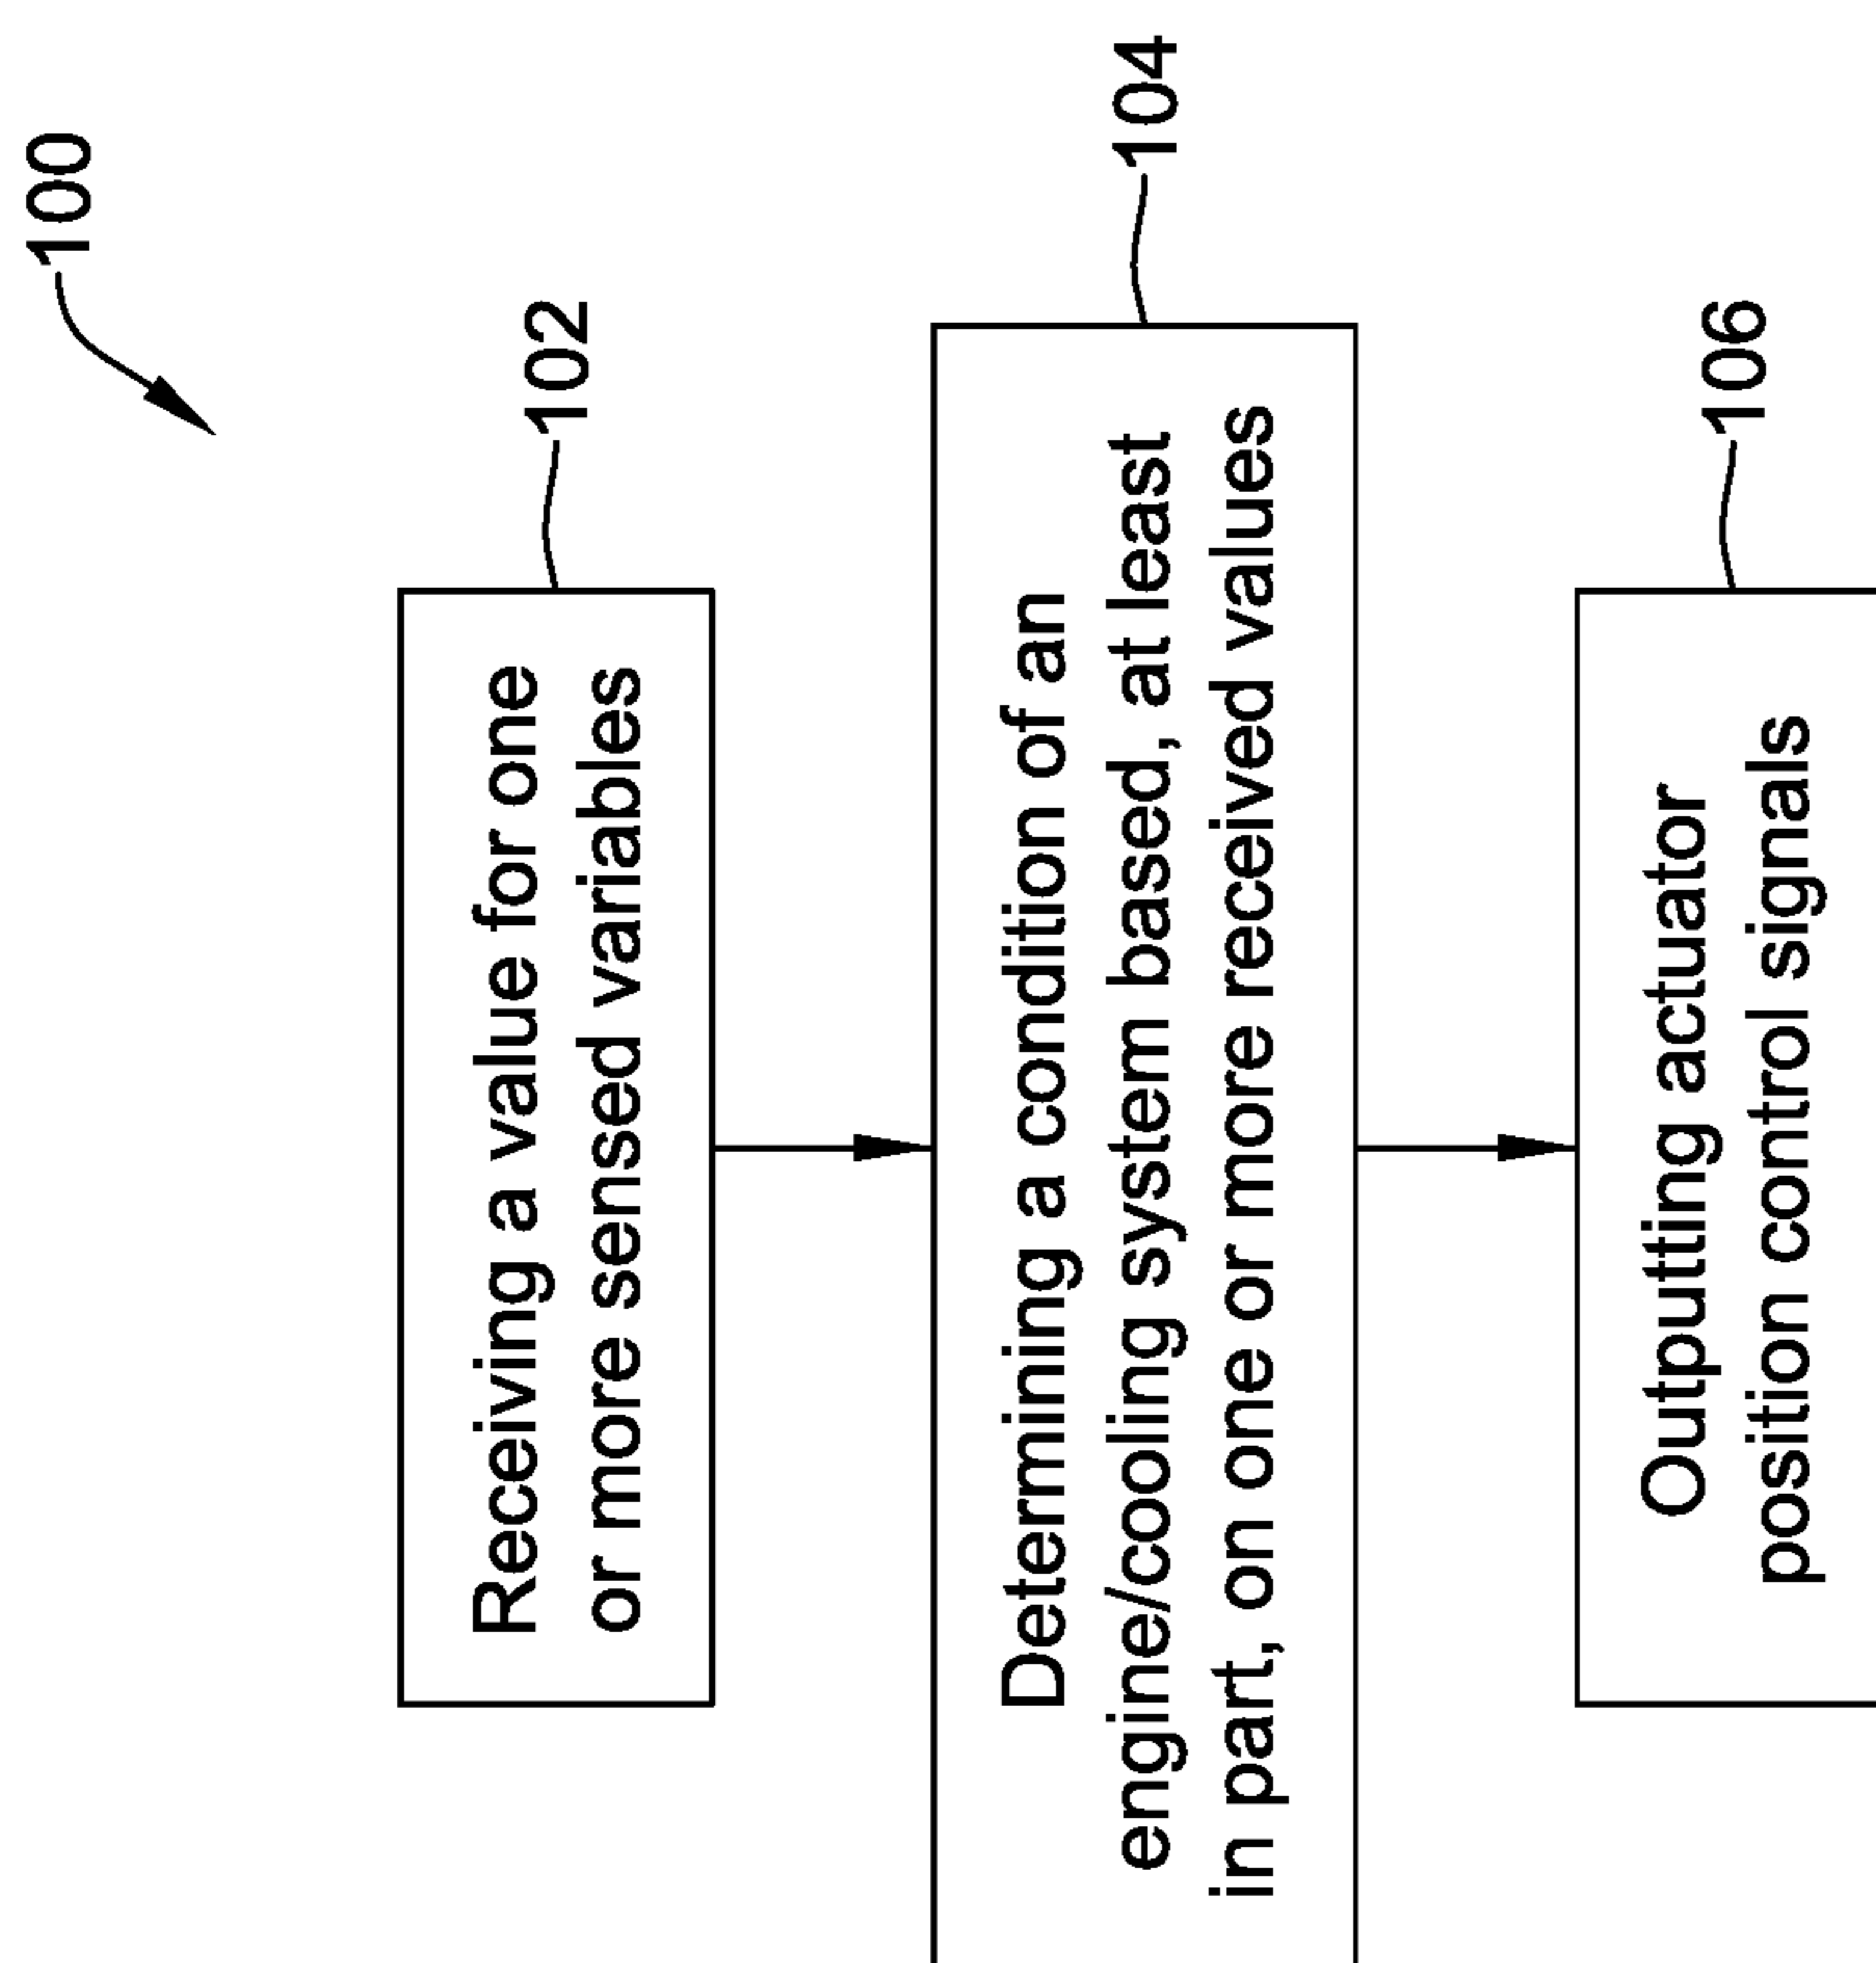 100
102
Receiving a value for one
or more sensed variables
104
Determining a condition of an
engine/cooling system based, at least
in part, on one or more received values
106
Outputting actuator
position control signals